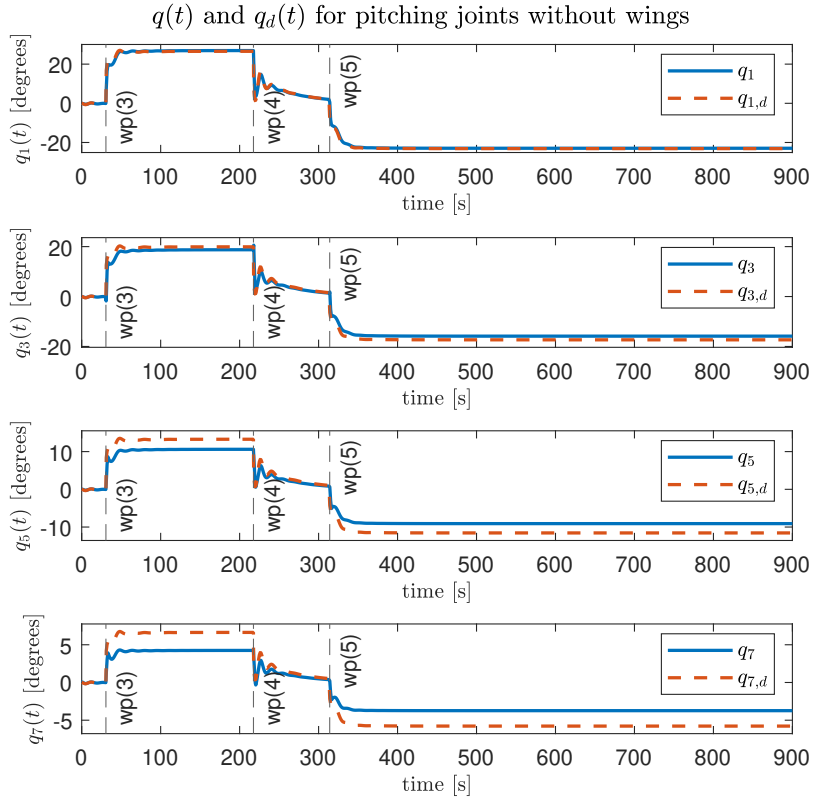 q(t) and q_d(t) for pitching joints without wings
q_1(t) [degrees]
20
0
-20
wp(3)
wp(4)
wp(5)
q_1
q_{1,d}
0 100 200 300 400 500 600 700 800 900
time [s]
q_3(t) [degrees]
20
0
-20
wp(3)
wp(4)
wp(5)
q_3
q_{3,d}
0 100 200 300 400 500 600 700 800 900
time [s]
q_5(t) [degrees]
10
0
-10
wp(3)
wp(4)
wp(5)
q_5
q_{5,d}
0 100 200 300 400 500 600 700 800 900
time [s]
q_7(t) [degrees]
5
0
-5
wp(3)
wp(4)
wp(5)
q_7
q_{7,d}
0 100 200 300 400 500 600 700 800 900
time [s]